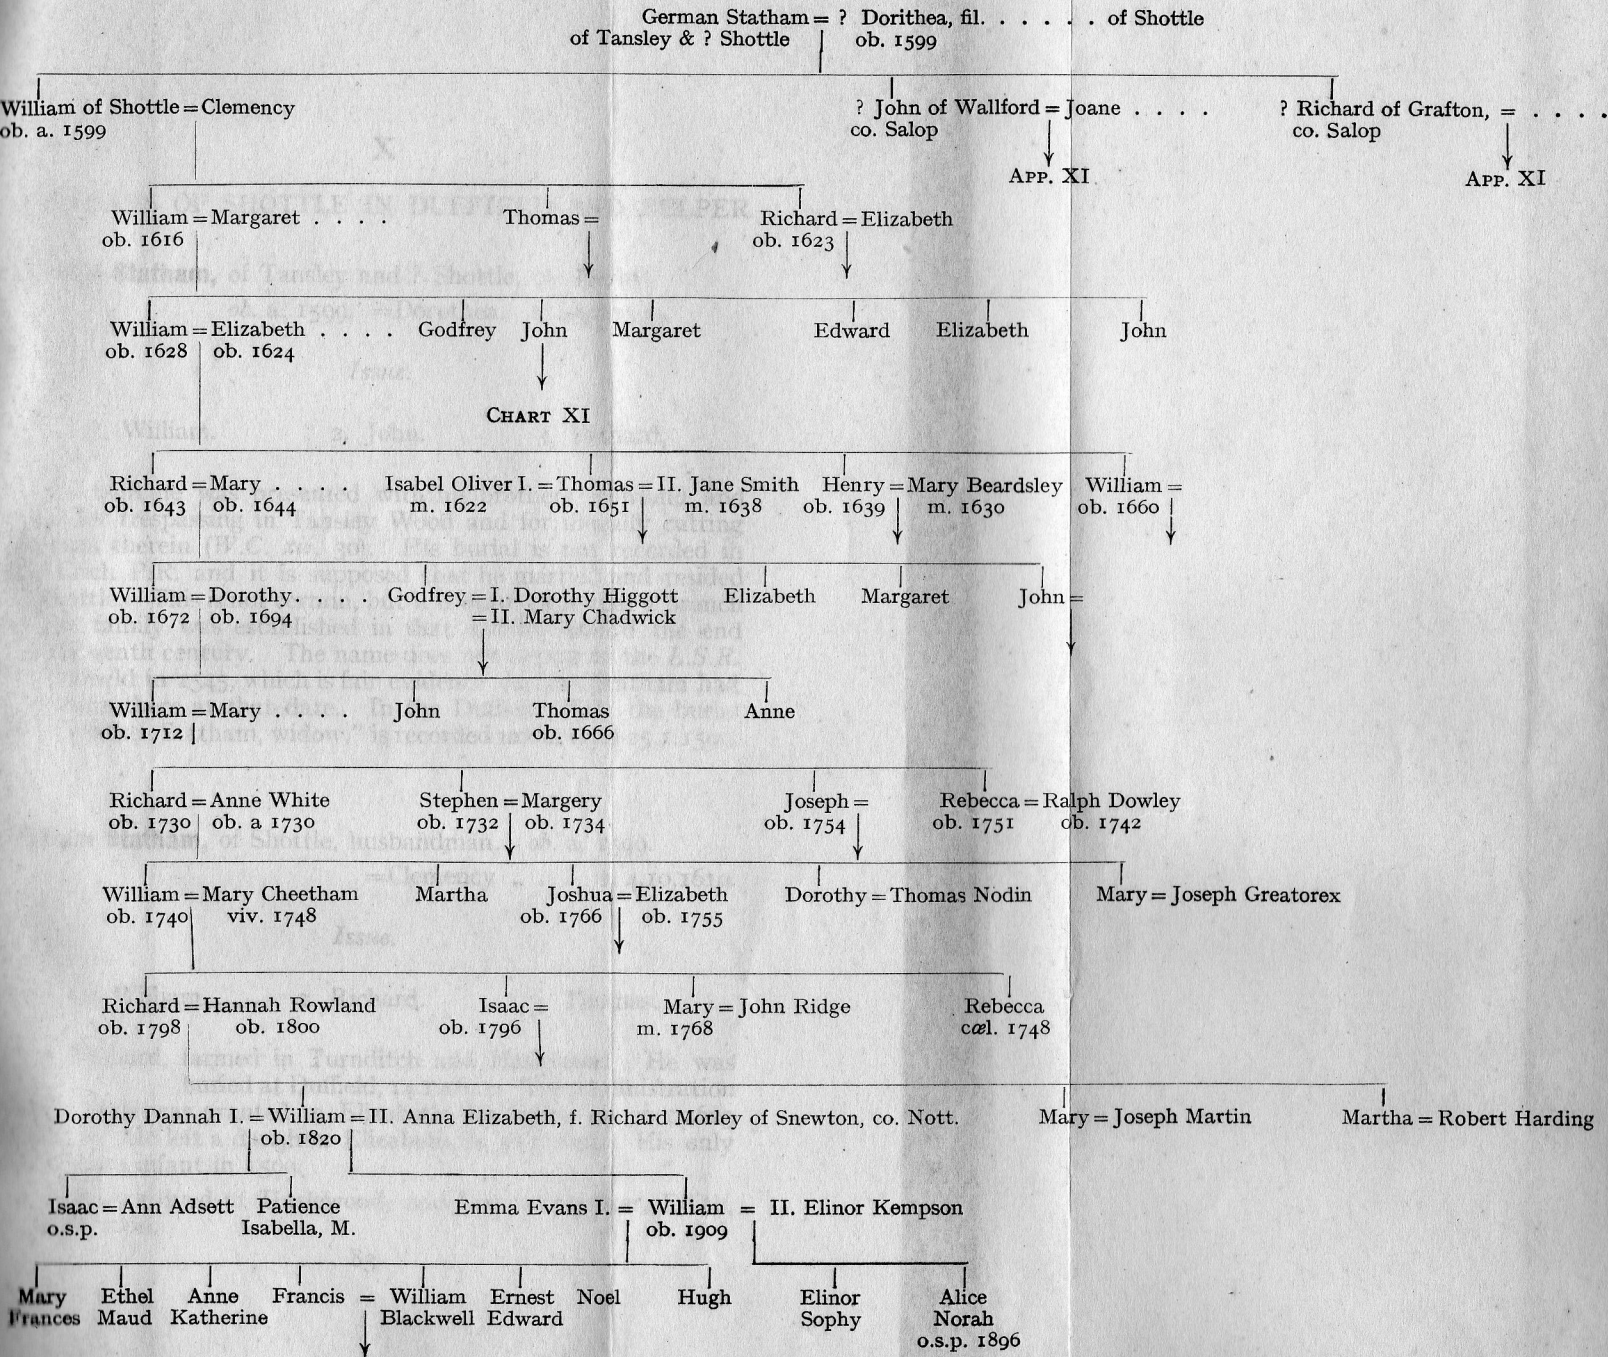 German Statham = ? Dorithea, fil. . . . . . of Shottle
of Tansley & ? Shottle ob. 1599
William of Shottle = Clemency ? John of Wallford = Joane . . . . ? Richard of Grafton, = . . . .
ob. a. 1599 co. Salop co. Salop
APP. XI APP. XI
William = Margaret . . . . Thomas = Richard = Elizabeth
ob. 1616 ob. 1623
William = Elizabeth . . . . Godfrey John Margaret Edward Elizabeth John
ob. 1628 ob. 1624
CHART XI
Richard = Mary . . . . Isabel Oliver I. = Thomas = II. Jane Smith Henry = Mary Beardsley William =
ob. 1643 ob. 1644 m. 1622 ob. 1651 m. 1638 ob. 1639 m. 1630 ob. 1660
William = Dorothy. . . . Godfrey = I. Dorothy Higgott Elizabeth Margaret John =
ob. 1672 ob. 1694 = II. Mary Chadwick
William = Mary . . . . John Thomas Anne
ob. 1712 ob. 1666
Richard = Anne White Stephen = Margery Joseph = Rebecca = Ralph Dowley
ob. 1730 ob. a 1730 ob. 1732 ob. 1734 ob. 1754 ob. 1751 ob. 1742
William = Mary Cheetham Martha Joshua = Elizabeth Dorothy = Thomas Nodin Mary = Joseph Greatorex
ob. 1740 viv. 1748 ob. 1766 ob. 1755
Richard = Hannah Rowland Isaac = Mary = John Ridge Rebecca
ob. 1798 ob. 1800 ob. 1796 m. 1768 cœl. 1748
Dorothy Dannah I. = William = II. Anna Elizabeth, f. Richard Morley of Snewton, co. Nott. Mary = Joseph Martin Martha = Robert Harding
ob. 1820
Isaac = Ann Adsett Patience Emma Evans I. = William = II. Elinor Kempson
o.s.p. Isabella, M. ob. 1909
Mary Ethel Anne Francis = William Ernest Noel Hugh Elinor Alice
Frances Maud Katherine Blackwell Edward Sophy Norah
o.s.p. 1896